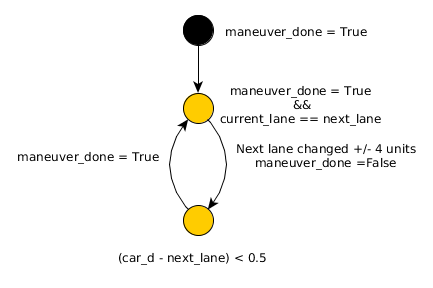 maneuver_done = True
maneuver_done = True
&&
current_lane == next_lane
maneuver_done = True
Next lane changed +/- 4 units
maneuver_done =False
(car_d - next_lane) < 0.5